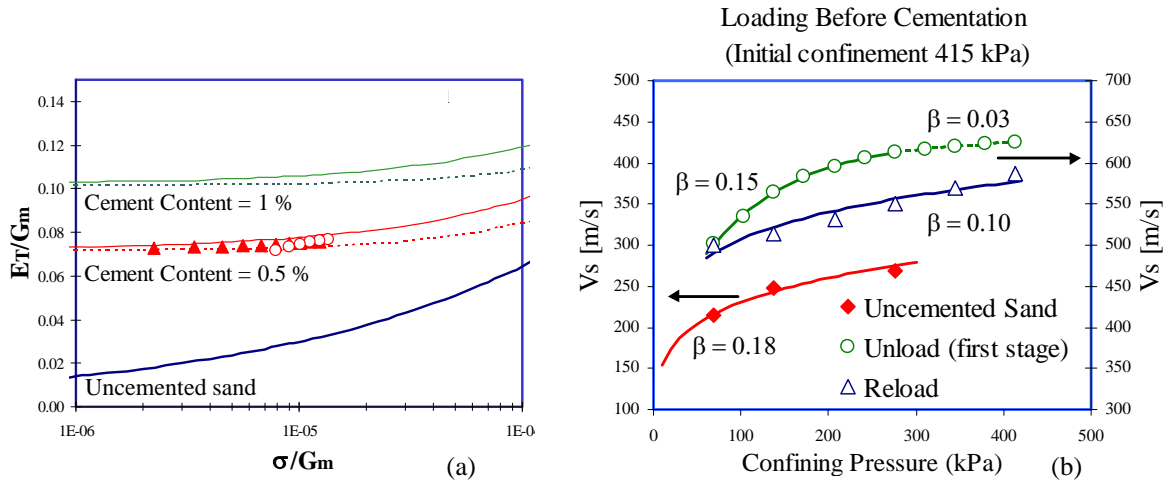 Loading Before Cementation
(Initial confinement 415 kPa)
0.14
0.12
0.10
0.08
0.06
0.04
0.02
0.00
ET/Gm
Cement Content = 1 %
Cement Content = 0.5 %
Uncemented sand
1E-06
1E-05
1E-0
σ/Gm
(a)
500
450
400
350
300
250
200
150
100
Vs [m/s]
700
650
600
550
500
450
400
350
300
Vs [m/s]
β = 0.03
β = 0.15
β = 0.10
β = 0.18
Uncemented Sand
Unload (first stage)
Reload
0
100
200
300
400
500
Confining Pressure (kPa)
(b)